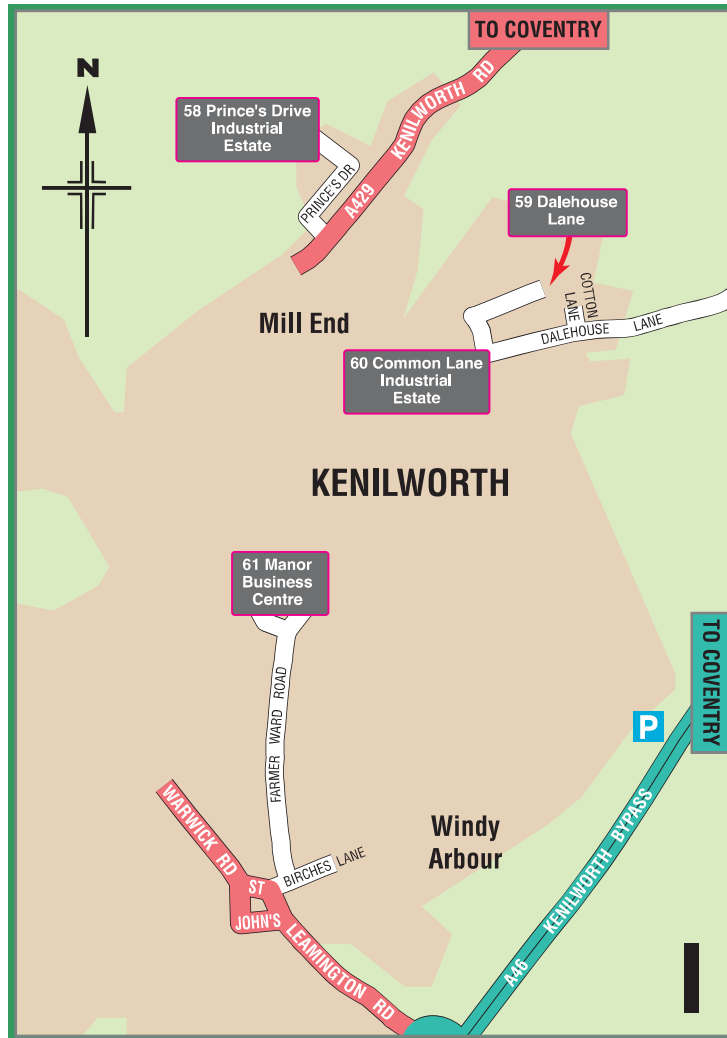 TO COVENTRY
N
KENILWORTH RD
A429
58 Prince's Drive
Industrial
Estate
PRINCE'S DR
59 Dalehouse
Lane
COTTON
LANE
DALEHOUSE LANE
Mill End
60 Common Lane
Industrial
Estate
KENILWORTH
61 Manor
Business
Centre
FARMER WARD ROAD
TO COVENTRY
P
WARWICK RD
ST
JOHN'S
BIRCHES LANE
LEAMINGTON RD
Windy
Arbour
A46 KENILWORTH BYPASS